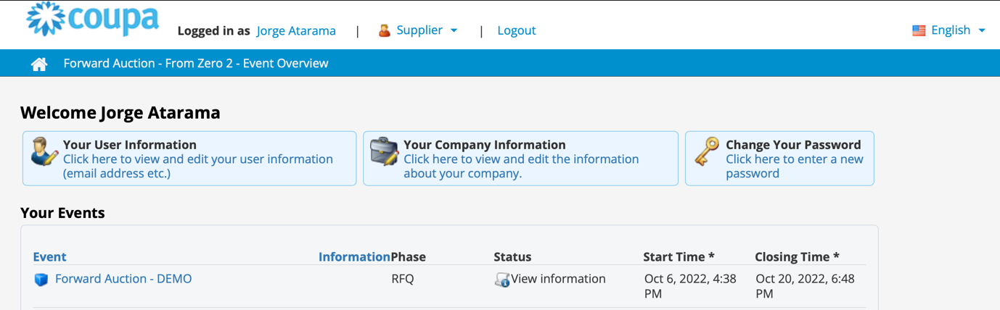 coupa
Logged in as Jorge Atarama | Supplier | Logout English
Forward Auction - From Zero 2 - Event Overview
Welcome Jorge Atarama
Your User Information
Click here to view and edit your user information
(email address etc.)
Your Company Information
Click here to view and edit the information
about your company.
Change Your Password
Click here to enter a new
password
Your Events
Event Information Phase Status Start Time * Closing Time *
Forward Auction - DEMO RFQ View information Oct 6, 2022, 4:38 Oct 20, 2022, 6:48
PM PM